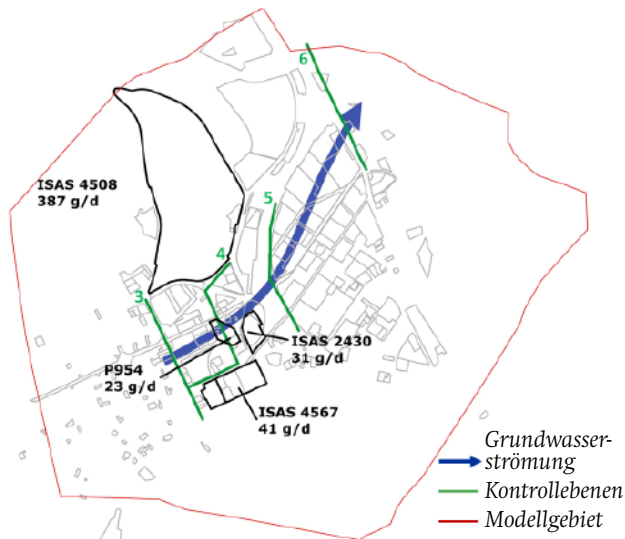 6
ISAS 4508
387 g/d
5
4
3
ISAS 2430
31 g/d
P954
23 g/d
ISAS 4567
41 g/d
Grundwasser-
strömung
Kontrollebenen
Modellgebiet